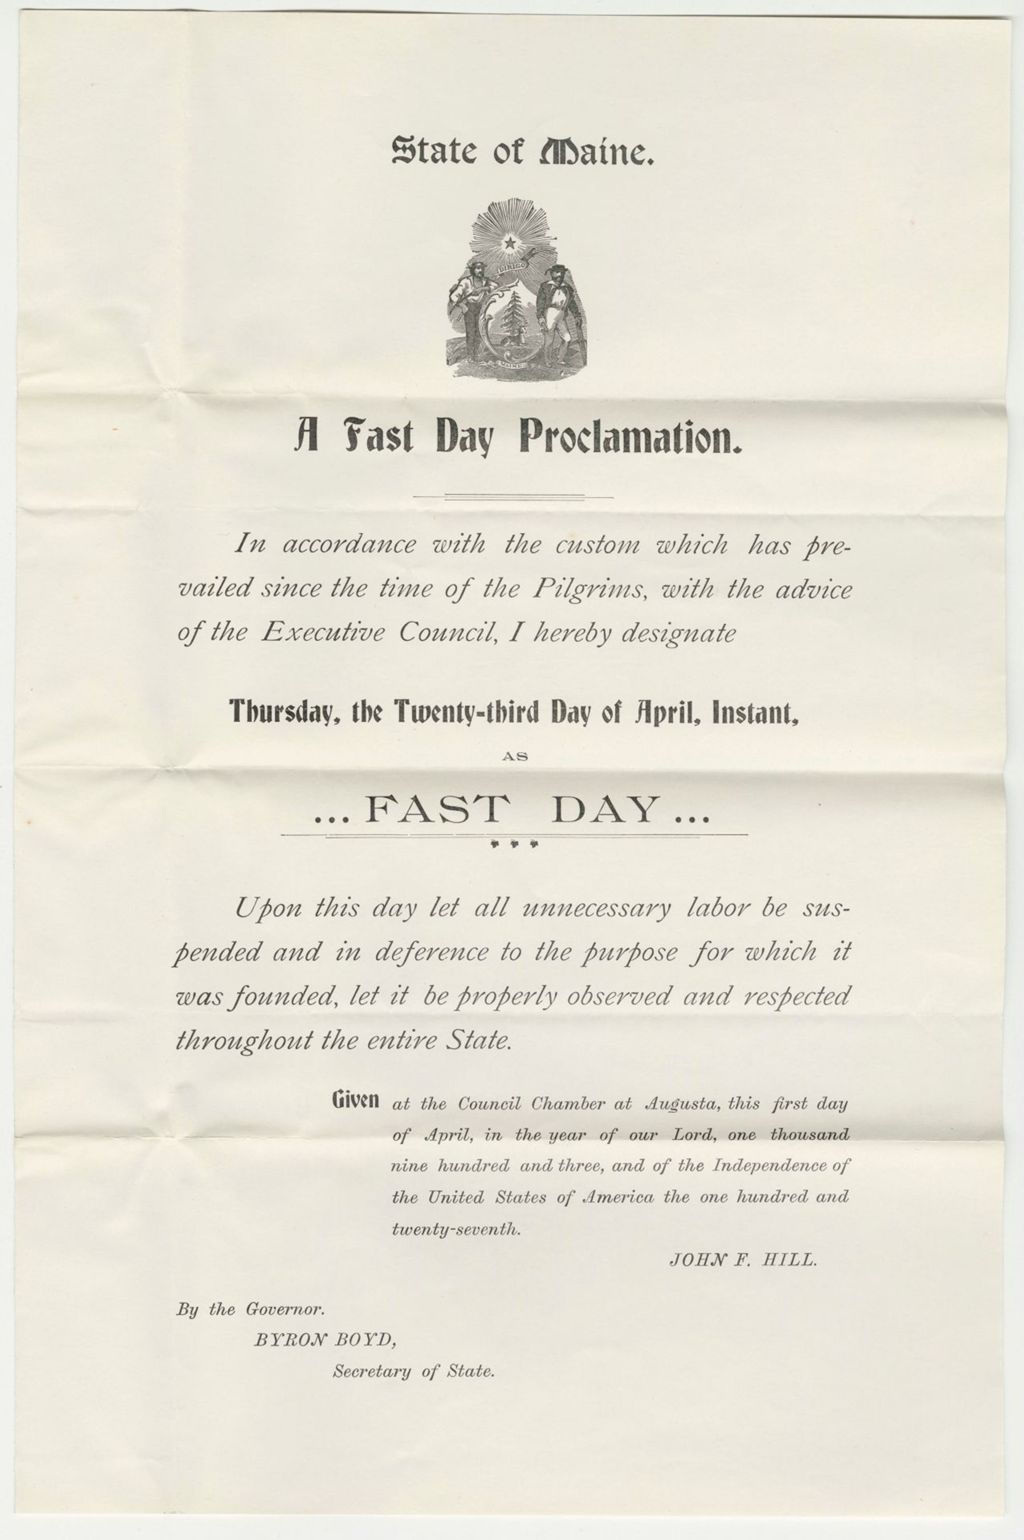 State of Maine.
DIRIGO
MAINE
A Fast Day Proclamation.
In accordance with the custom which has pre-
vailed since the time of the Pilgrims, with the advice
of the Executive Council, I hereby designate
Thursday, the Twenty-third Day of April, Instant,
AS
... FAST DAY ...
Upon this day let all unnecessary labor be sus-
pended and in deference to the purpose for which it
was founded, let it be properly observed and respected
throughout the entire State.
Given at the Council Chamber at Augusta, this first day
of April, in the year of our Lord, one thousand
nine hundred and three, and of the Independence of
the United States of America the one hundred and
twenty-seventh.
JOHN F. HILL.
By the Governor.
BYRON BOYD,
Secretary of State.